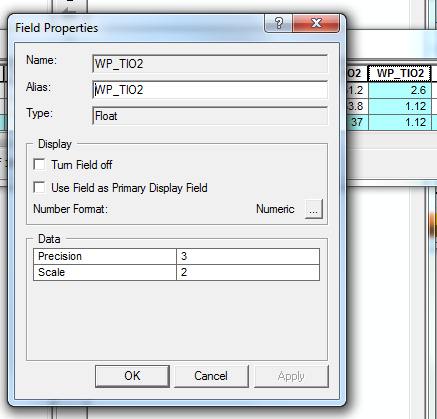 Field Properties
?
x
Name: WP_TIO2
Alias: WP_TIO2
Type: Float
Display
Turn Field off
Use Field as Primary Display Field
Number Format: Numeric ...
Data
Precision 3
Scale 2
OK Cancel Apply
O2 WP_TIO2
1.2 2.6
3.8 1.12
37 1.12